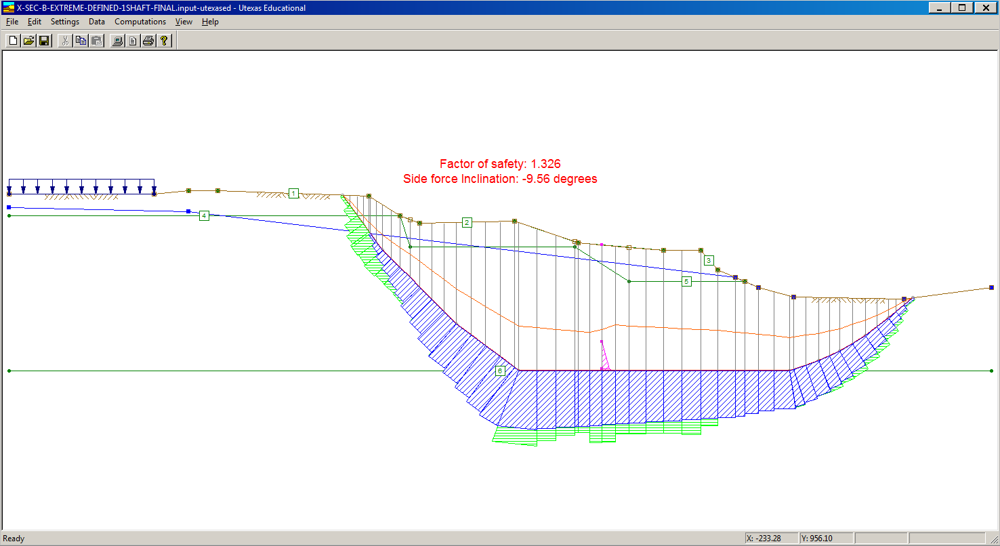 X-SEC-B-EXTREME-DEFINED-1SHAFT-FINAL.input-utexased - Utexas Educational
File Edit Settings Data Computations View Help
Factor of safety: 1.326
Side force Inclination: -9.56 degrees
1
4
2
3
5
6
Ready X: -233.28 Y: 956.10